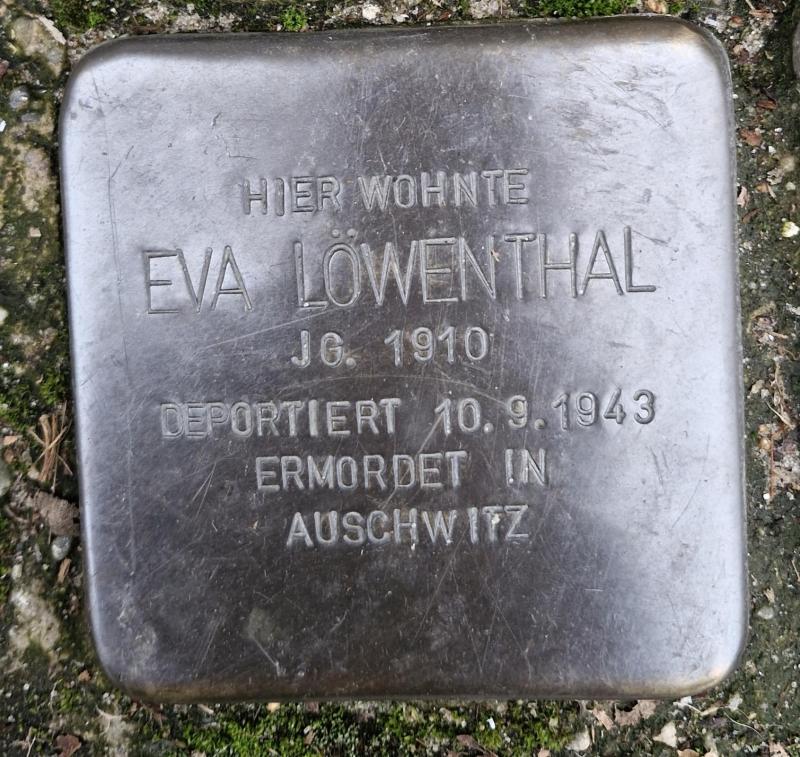 HIER WOHNTE
EVA LÖWENTHAL
JG. 1910
DEPORTIERT 10.9.1943
ERMORDET IN
AUSCHWITZ